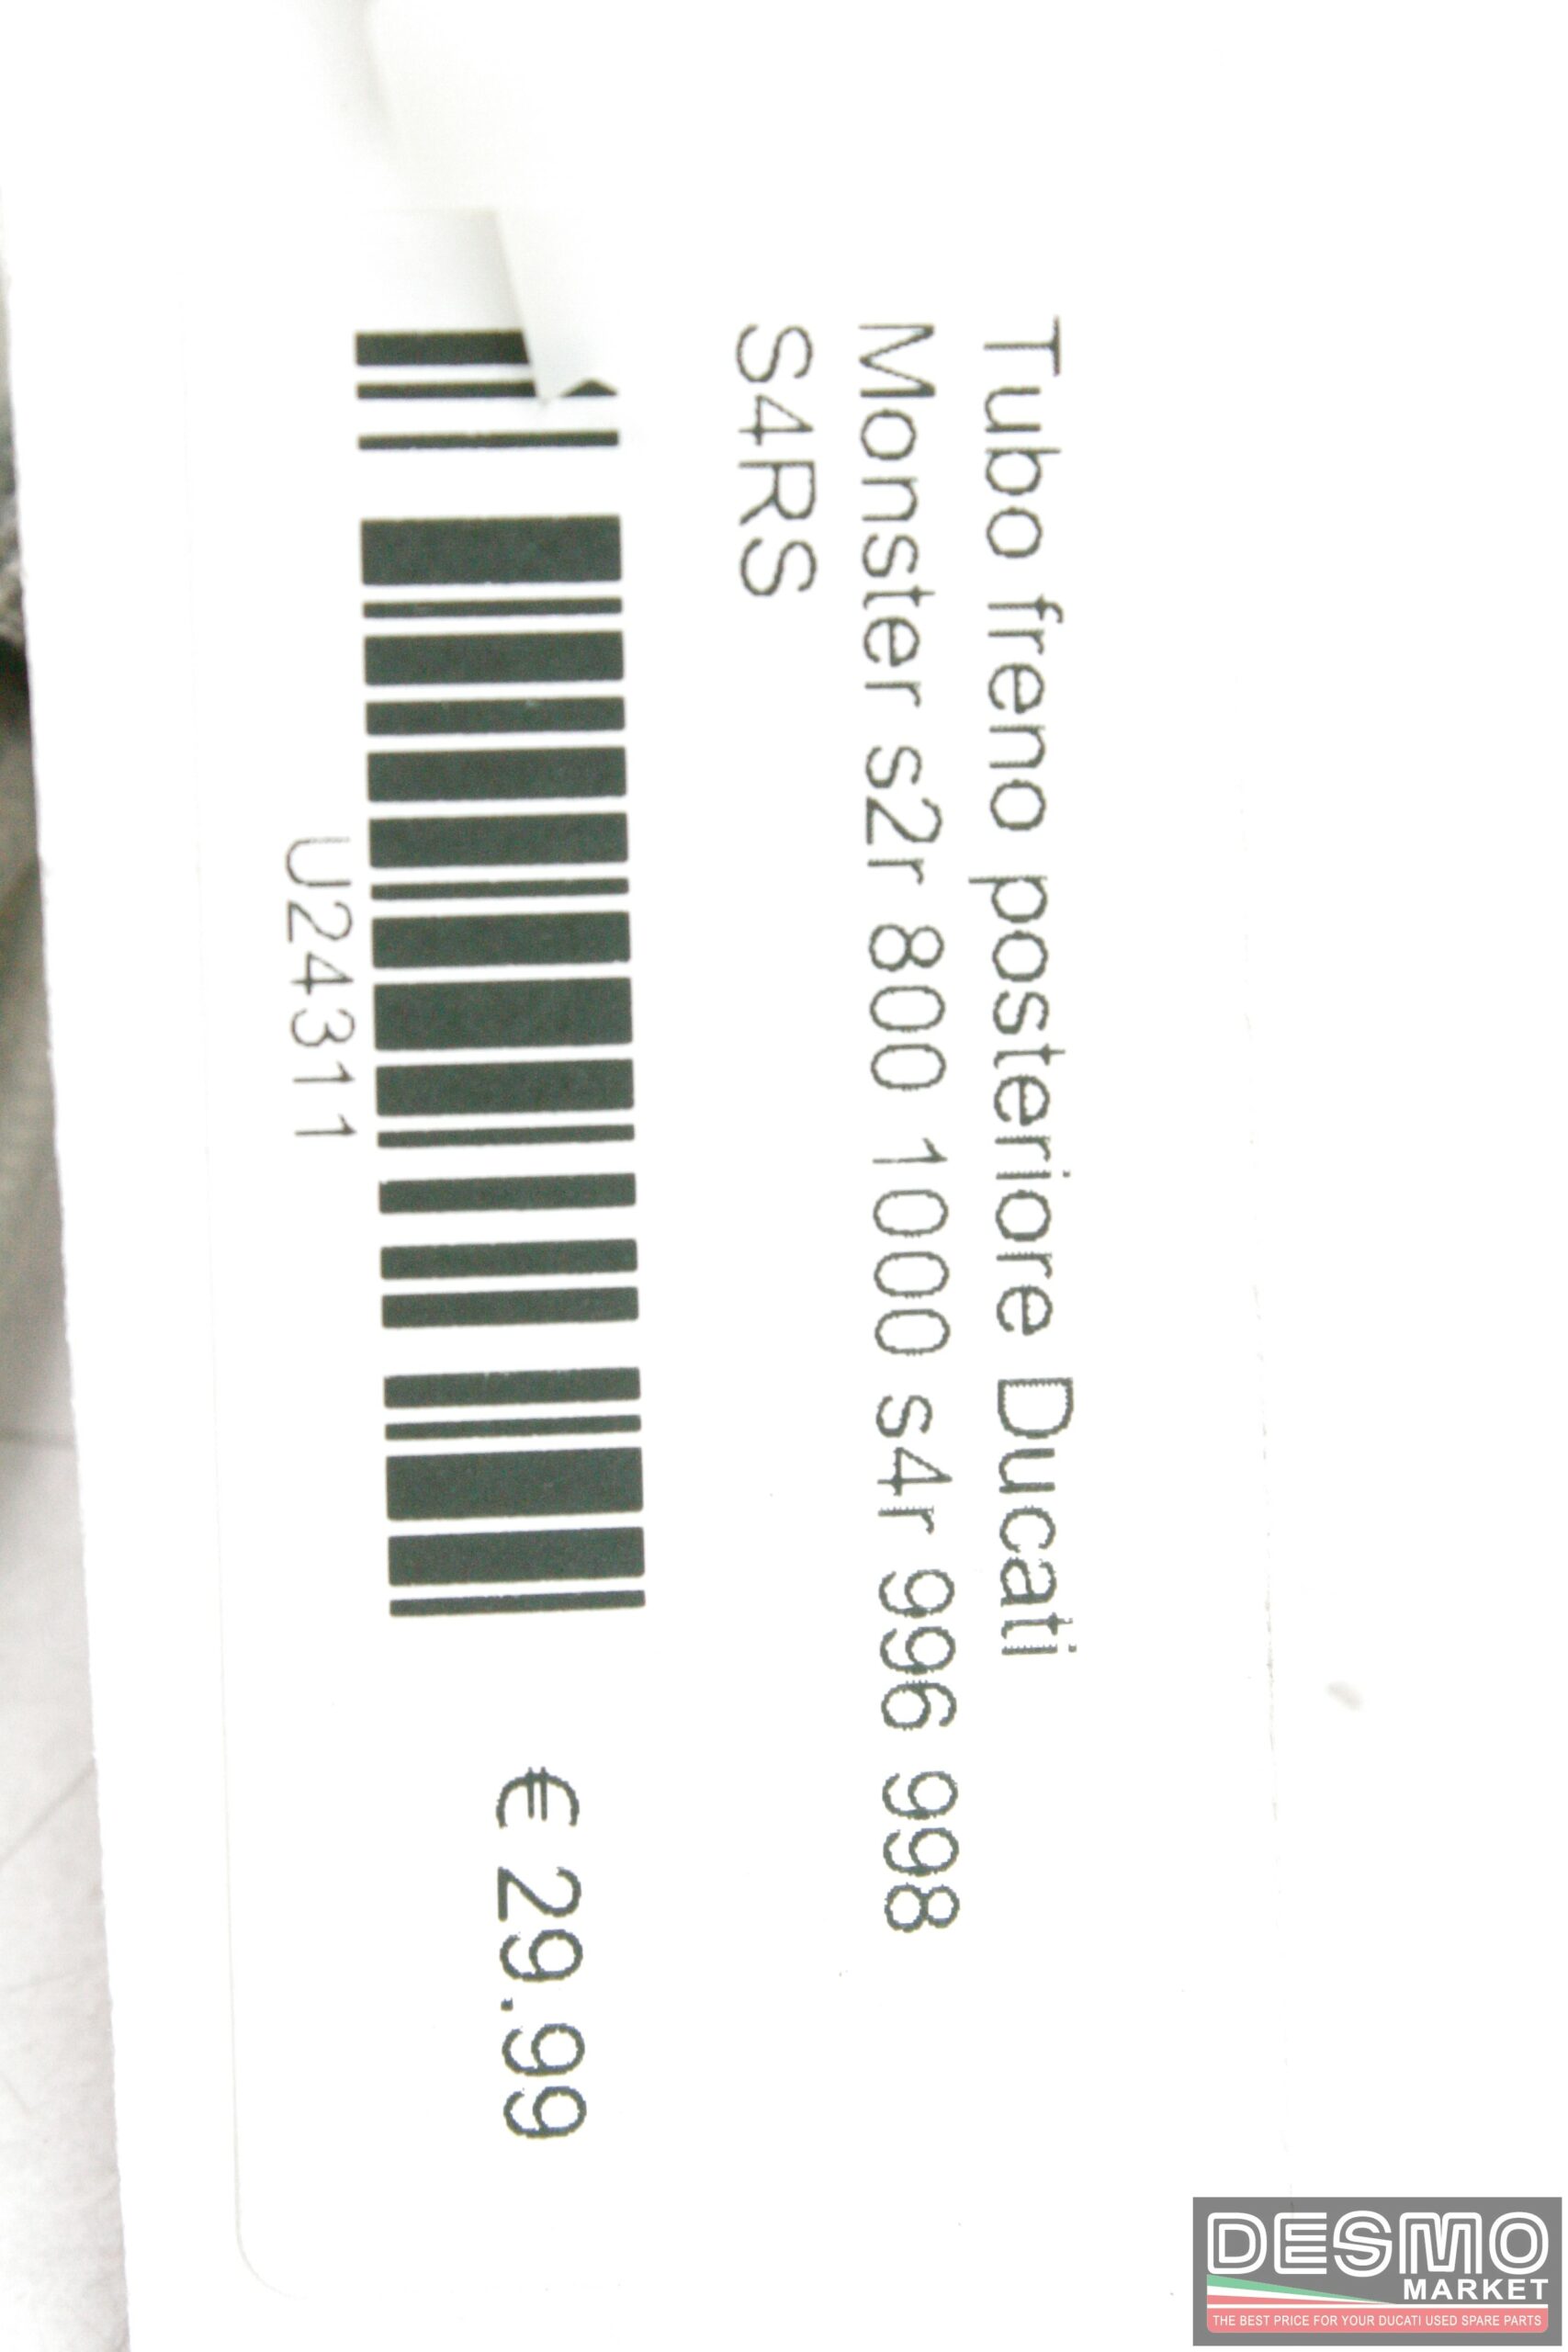 Tubo freno posteriore Ducati
Monster s2r 800 1000 s4r 996 998
S4RS
U24311
€ 29.99
DESMO
MARKET
THE BEST PRICE FOR YOUR DUCATI USED SPARE PARTS